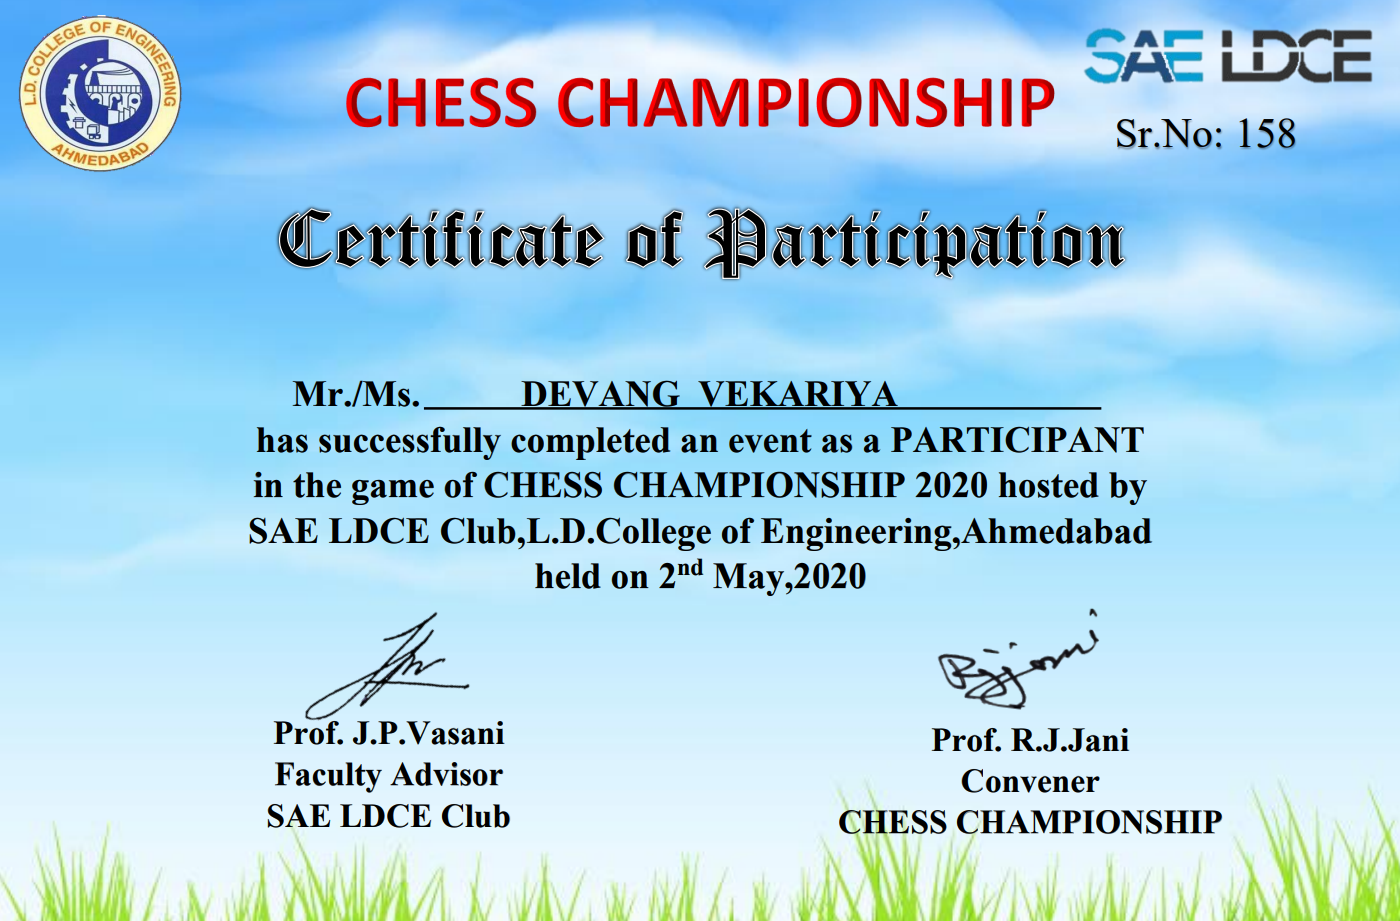 L.D. COLLEGE OF ENGINEERING
AHMEDABAD
SAE LDCE
CHESS CHAMPIONSHIP
Sr.No: 158
Certificate of Participation
Mr./Ms. DEVANG VEKARIYA
has successfully completed an event as a PARTICIPANT
in the game of CHESS CHAMPIONSHIP 2020 hosted by
SAE LDCE Club,L.D.College of Engineering,Ahmedabad
held on 2nd May,2020
Prof. J.P.Vasani
Faculty Advisor
SAE LDCE Club
Rjjani
Prof. R.J.Jani
Convener
CHESS CHAMPIONSHIP